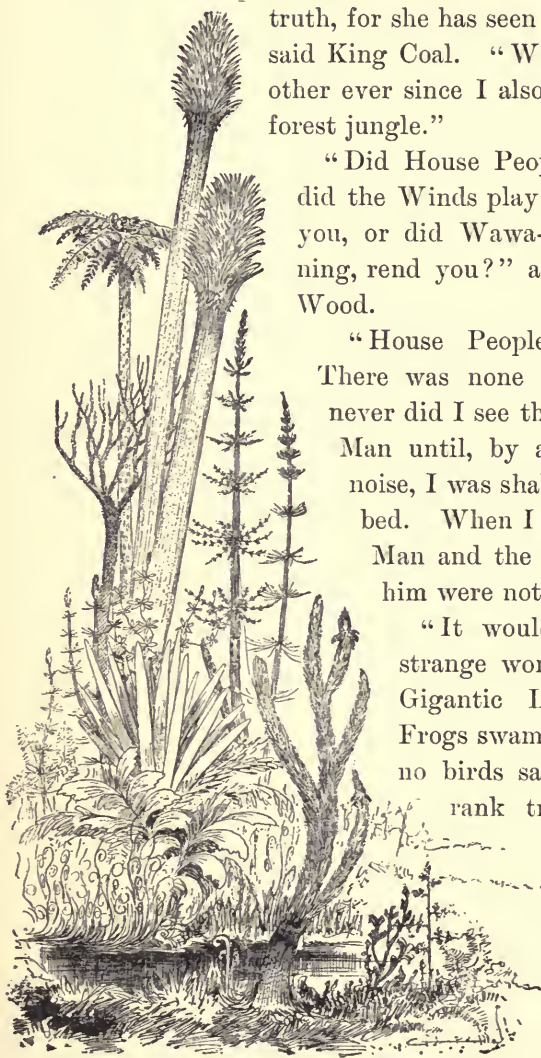 truth, for she has seen
said King Coal. “W
other ever since I also
forest jungle.”
“Did House Peop
did the Winds play
you, or did Wawa-
ning, rend you?” a
Wood.
“House People
There was none
never did I see th
Man until, by a
noise, I was shal
bed. When I
Man and the
him were not
“It would
strange wor
Gigantic L
Frogs swam
no birds sa
rank tr